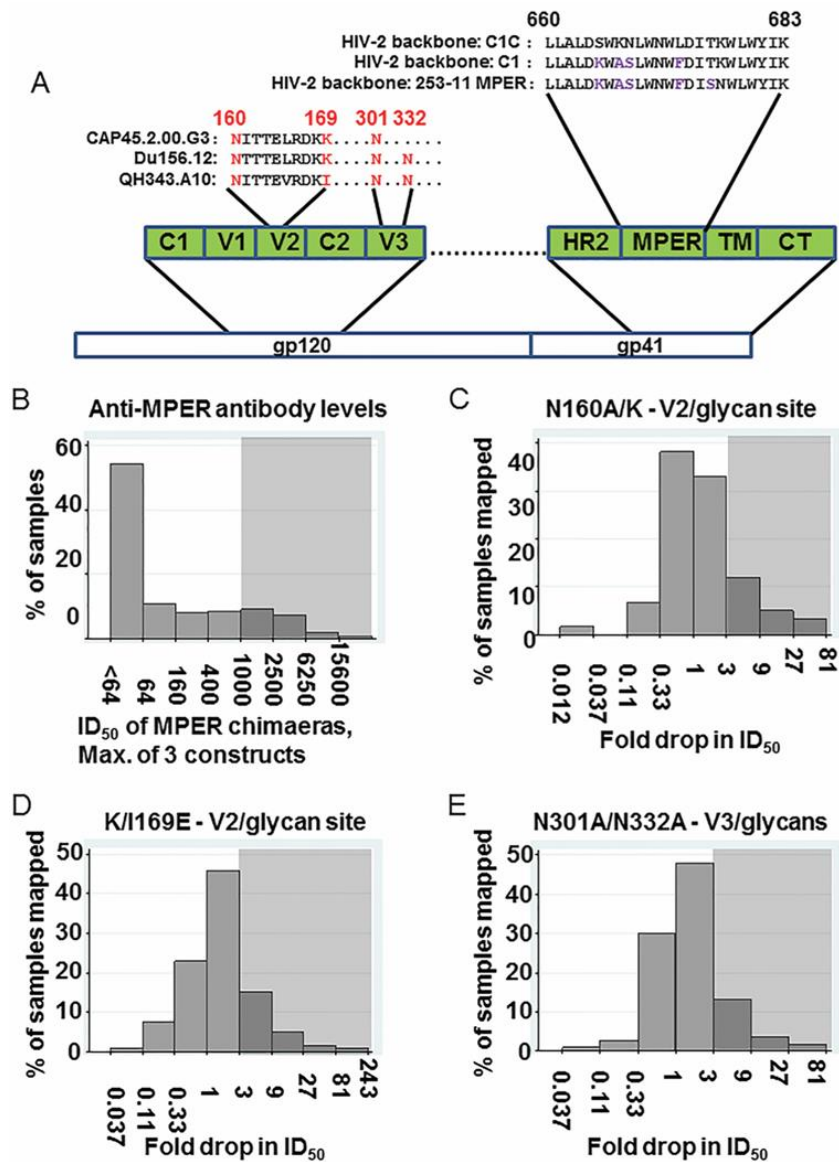 660 683
HIV-2 backbone: C1C : LLALDSWKNLWNWLDITKWLWYIK
HIV-2 backbone: C1 : LLALDKWASLWNWFDITKWLWYIK
HIV-2 backbone: 253-11 MPER : LLALDKWASLWNWFDITSNWLWYIK
A
160 169 301 332
CAP45.2.00.G3: NITTELRDKK....N......
Du156.12: NTTTELRDKK....N..N...
QH343.A10: NITTEVRDKI....N..N...
C1 V1 V2 C2 V3 HR2 MPER TM CT
gp120 gp41
B Anti-MPER antibody levels
% of samples
60
40
20
0
<64 64 160 400 1000 2500 6250 15600
ID50 of MPER chimaeras,
Max. of 3 constructs
C N160A/K - V2/glycan site
% of samples mapped
40
30
20
10
0
0.012 0.037 0.11 0.33 1 3 9 27 81
Fold drop in ID50
D K/I169E - V2/glycan site
% of samples mapped
50
40
30
20
10
0
0.037 0.11 0.33 1 3 9 27 81 243
Fold drop in ID50
E N301A/N332A - V3/glycans
% of samples mapped
50
40
30
20
10
0
0.037 0.11 0.33 1 3 9 27 81
Fold drop in ID50